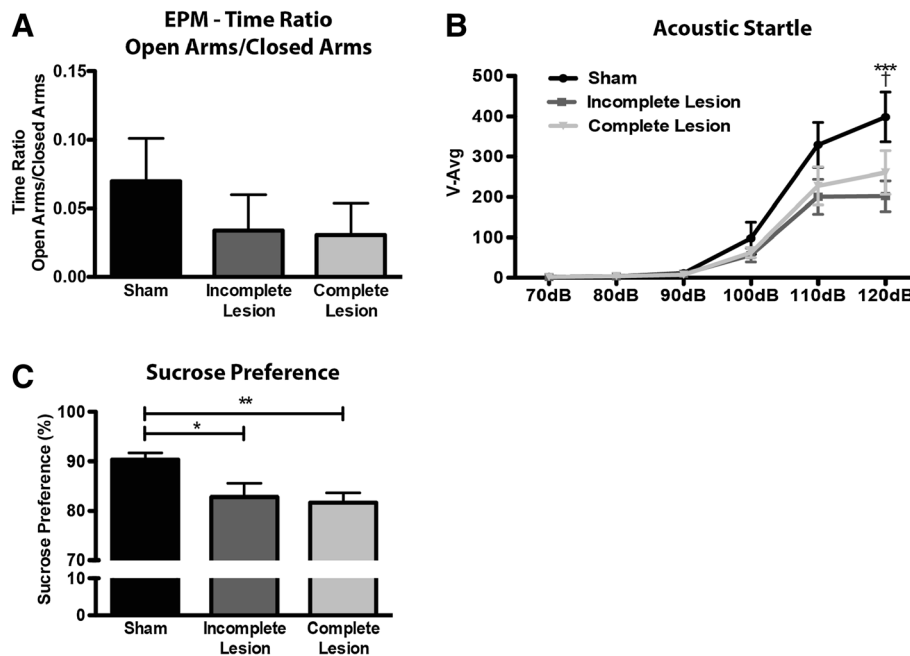 A
EPM - Time Ratio
Open Arms/Closed Arms
Time Ratio
Open Arms/Closed Arms
0.15
0.10
0.05
0.00
Sham
Incomplete
Lesion
Complete
Lesion
B
Acoustic Startle
V-Avg
500
400
300
200
100
0
Sham
Incomplete Lesion
Complete Lesion
***
†
70dB
80dB
90dB
100dB
110dB
120dB
C
Sucrose Preference
Sucrose Preference (%)
100
90
80
70
10
0
**
*
Sham
Incomplete
Lesion
Complete
Lesion